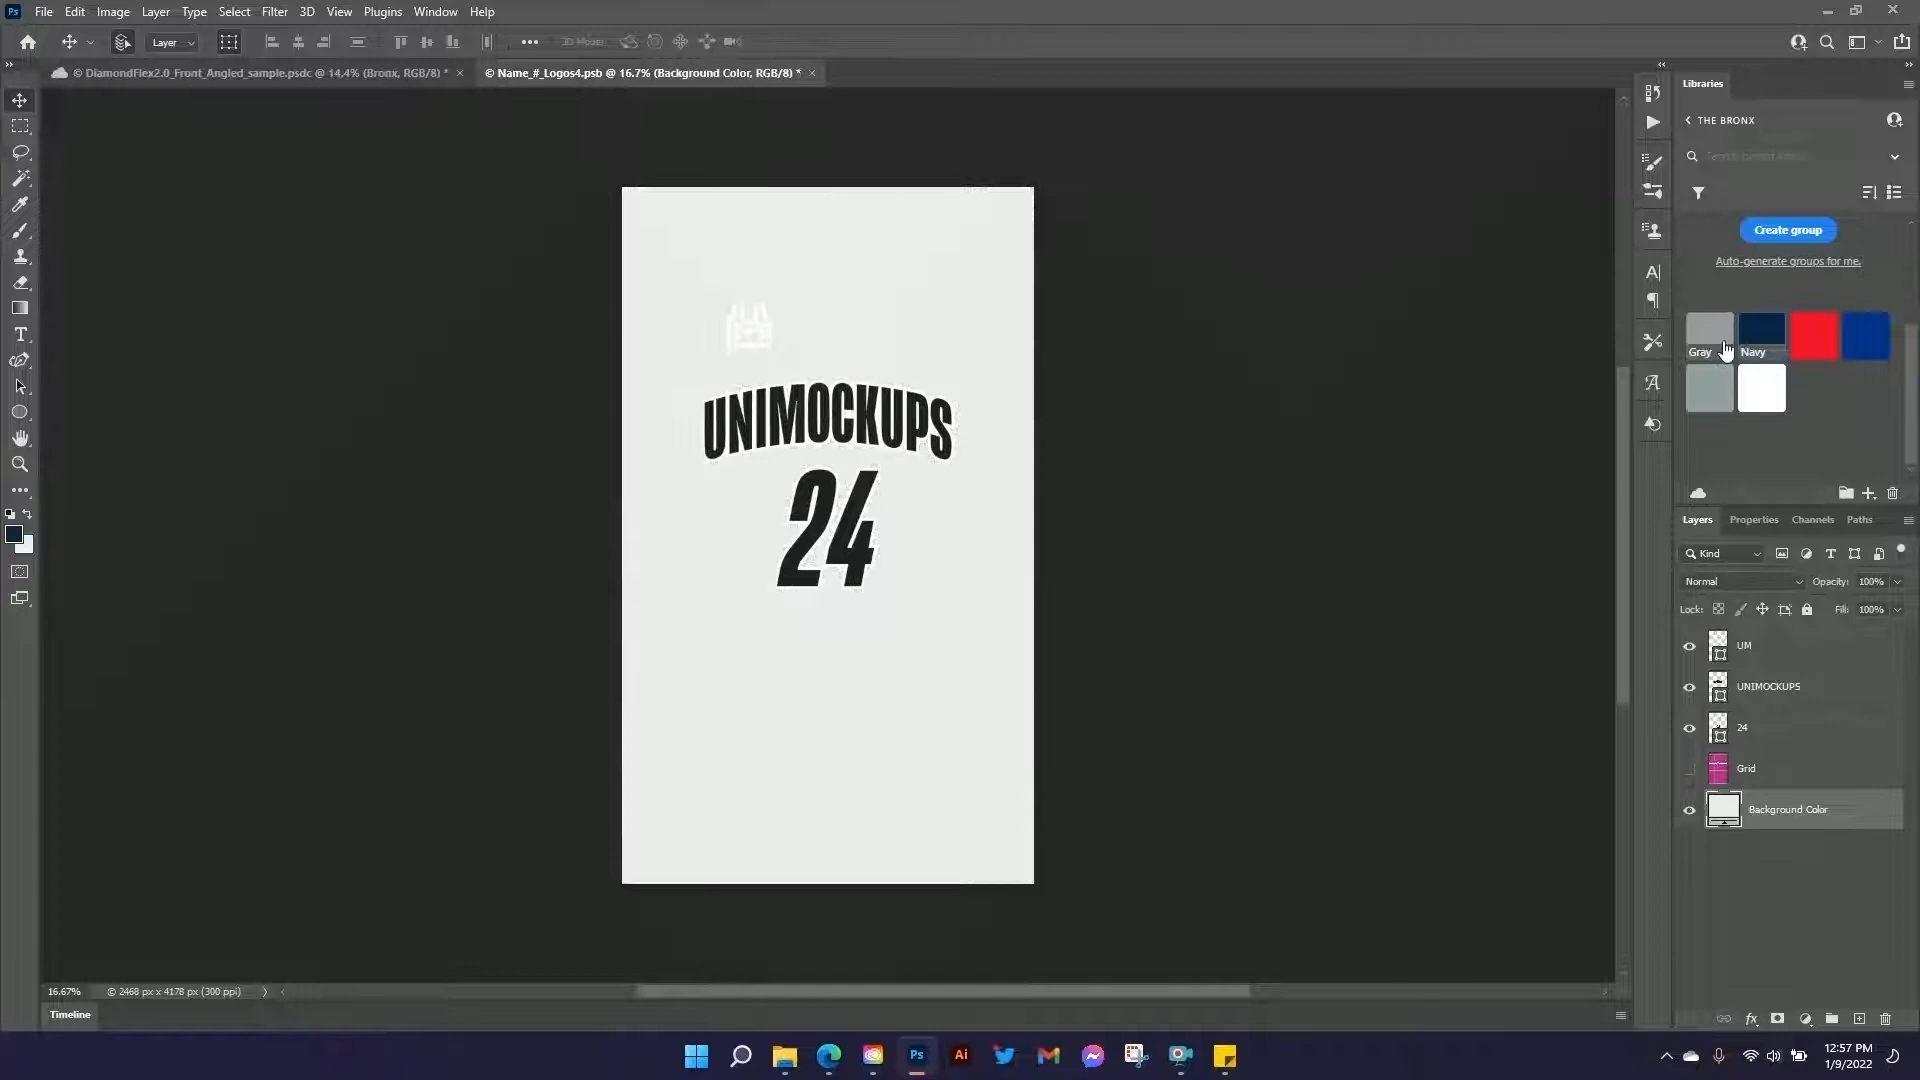 Ps File Edit Image Layer Type Select Filter 3D View Plugins Window Help
Layer
© DiamondFlex2.0_Front_Angled_sample.psdc @ 14.4% (Bronx, RGB/8) *
© Name_#_Logos4.psb @ 16.7% (Background Color, RGB/8) *
Libraries
THE BRONX
Create group
Auto-generate groups for me.
Gray
Navy
UNIMOCKUPS
24
Layers Properties Channels Paths
Kind
Normal
Opacity: 100%
Lock:
Fill: 100%
UM
UNIMOCKUPS
24
Grid
Background Color
16.67%
© 2468 px x 4178 px (300 ppi)
Timeline
Ps
Ai
12:57 PM
1/9/2022